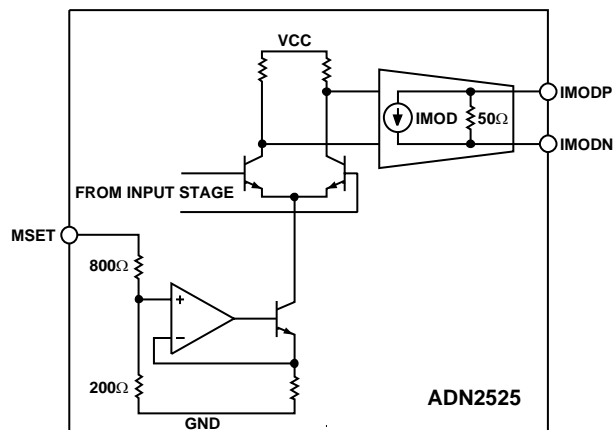 VCC
IMODP
IMOD
50Ω
IMODN
FROM INPUT STAGE
MSET
800Ω
+
–
200Ω
ADN2525
GND